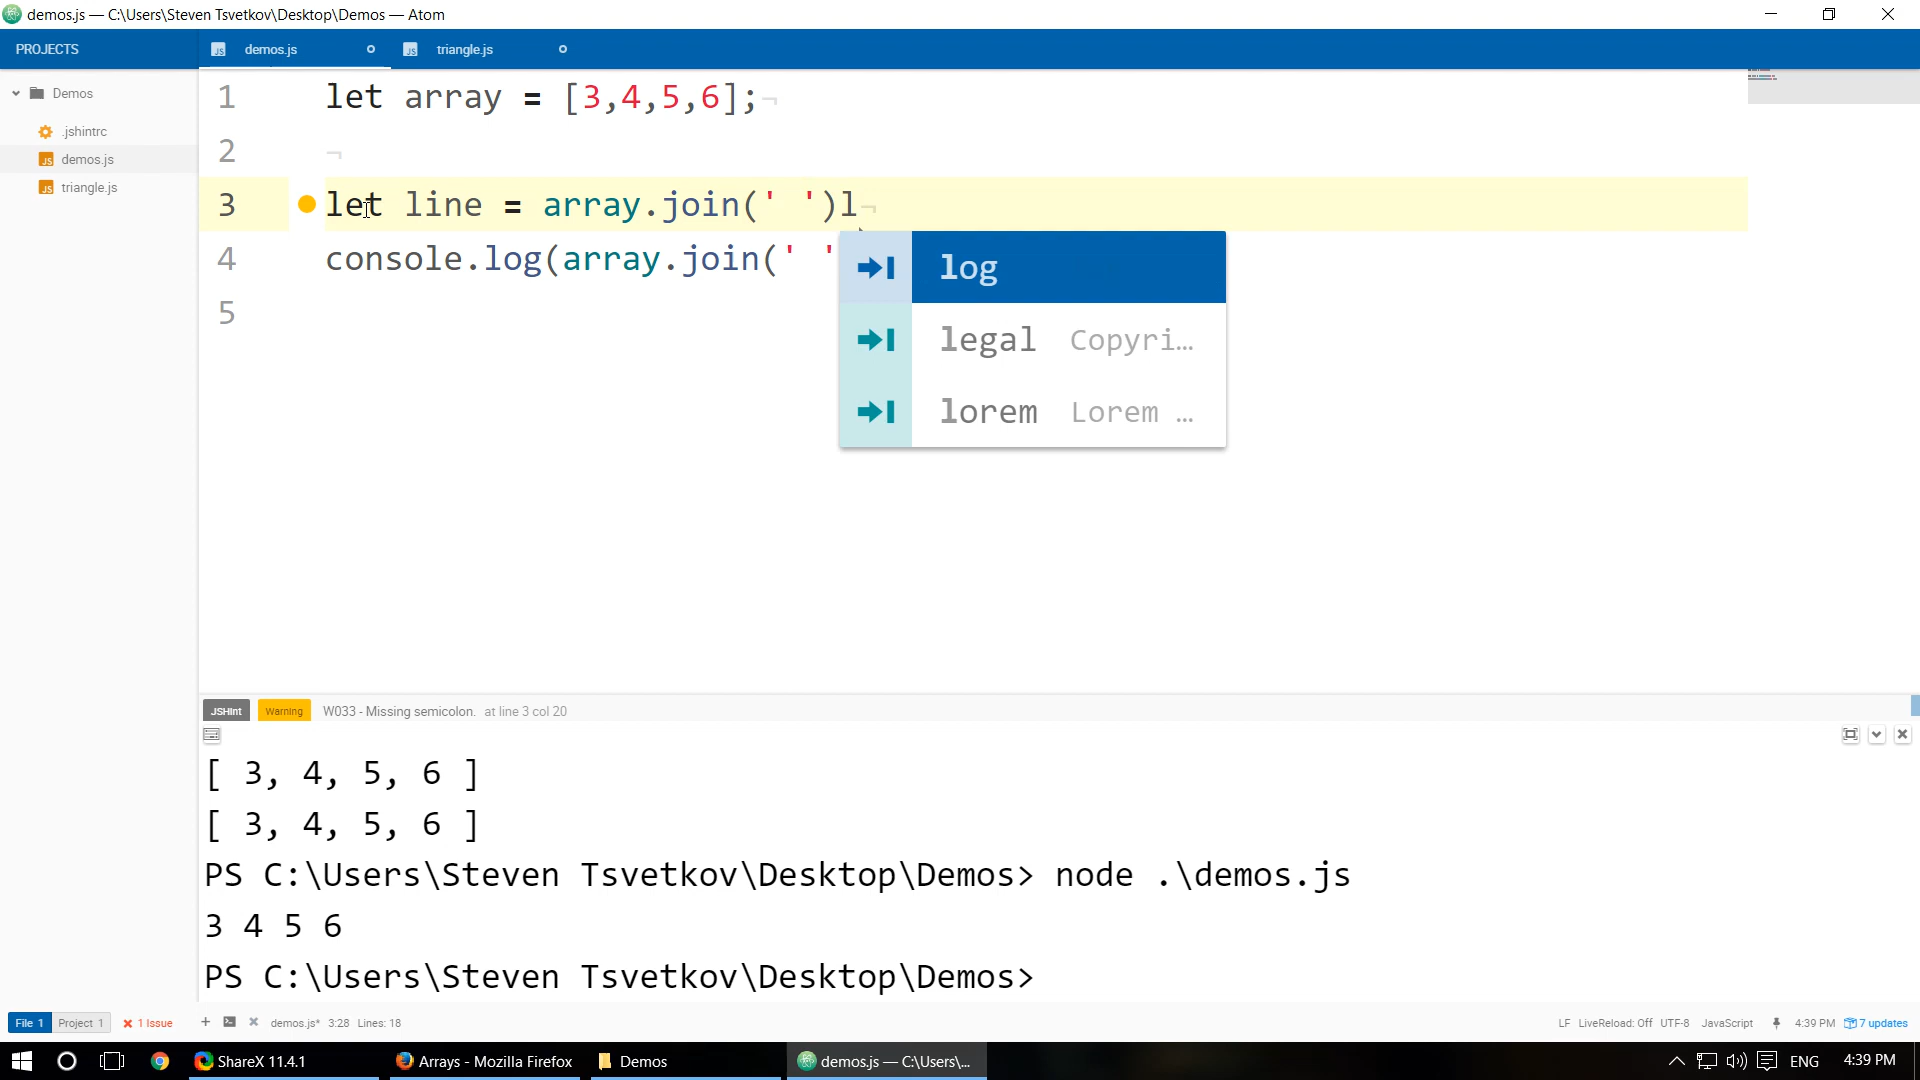 demos.js — C:\Users\Steven Tsvetkov\Desktop\Demos — Atom
PROJECTS
demos.js
triangle.js
Demos
.jshintrc
demos.js
triangle.js
1 let array = [3,4,5,6];¬
2 ¬
3 let line = array.join(' ')l¬
4 console.log(array.join(' '
5
log
legal Copyri…
lorem Lorem …
JSHint Warning W033 - Missing semicolon. at line 3 col 20
[ 3, 4, 5, 6 ]
[ 3, 4, 5, 6 ]
PS C:\Users\Steven Tsvetkov\Desktop\Demos> node .\demos.js
3 4 5 6
PS C:\Users\Steven Tsvetkov\Desktop\Demos>
File 1 Project 1 1 Issue demos.js* 3:28 Lines: 18 LF LiveReload: Off UTF-8 JavaScript 4:39 PM 7 updates
ShareX 11.4.1 Arrays - Mozilla Firefox Demos demos.js — C:\Users\... ENG 4:39 PM